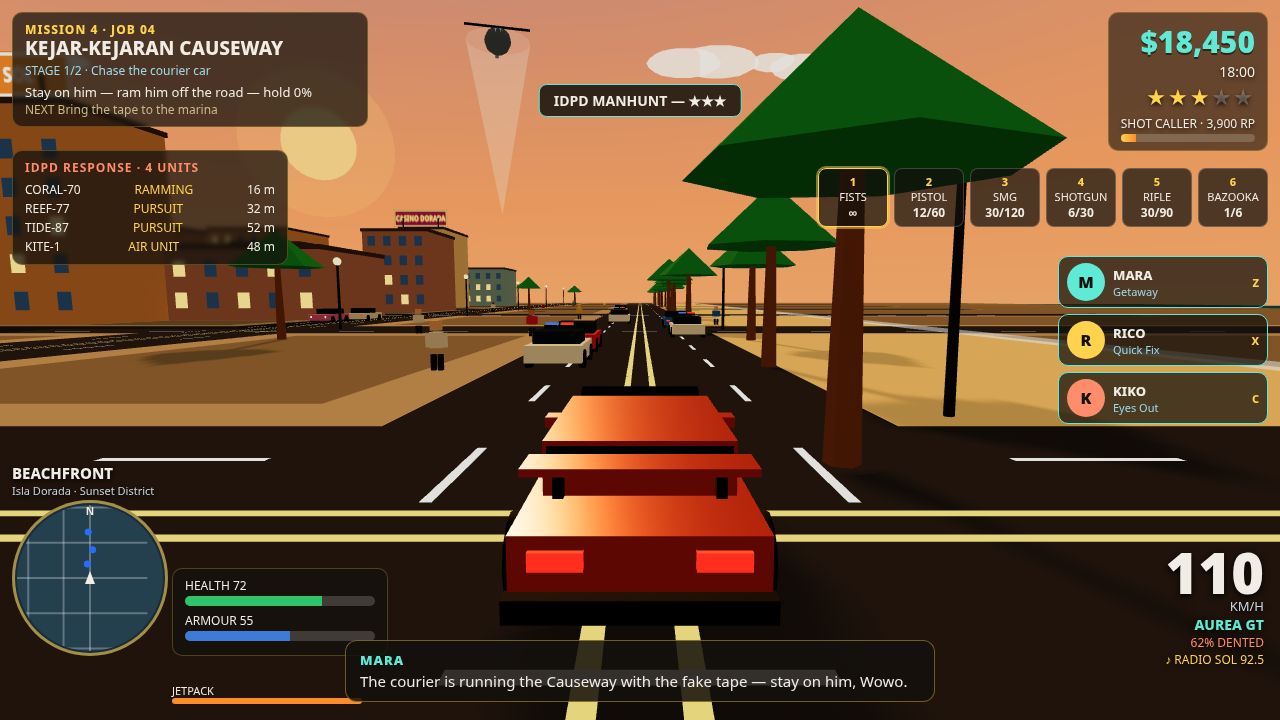 MISSION 4 · JOB 04
KEJAR-KEJARAN CAUSEWAY
STAGE 1/2 · Chase the courier car
Stay on him — ram him off the road — hold 0%
NEXT Bring the tape to the marina
IDPD MANHUNT — ★★★
$18,450
18:00
★★★★★
SHOT CALLER · 3,900 RP
IDPD RESPONSE · 4 UNITS
CORAL-70 RAMMING 16 m
REEF-77 PURSUIT 32 m
TIDE-87 PURSUIT 52 m
KITE-1 AIR UNIT 48 m
1 FISTS ∞
2 PISTOL 12/60
3 SMG 30/120
4 SHOTGUN 6/30
5 RIFLE 30/90
6 BAZOOKA 1/6
CASINO DORADA
M MARA Z
Getaway
R RICO X
Quick Fix
K KIKO C
Eyes Out
BEACHFRONT
Isla Dorada · Sunset District
N
HEALTH 72
ARMOUR 55
JETPACK
110
KM/H
AUREA GT
62% DENTED
♪ RADIO SOL 92.5
MARA
The courier is running the Causeway with the fake tape — stay on him, Wowo.